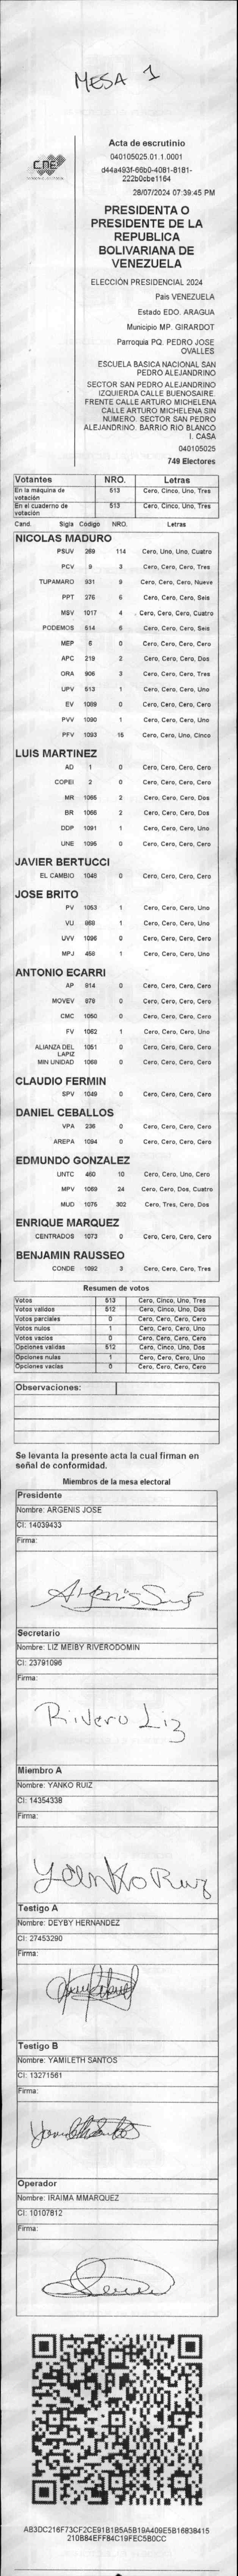 MESA 1
CNE
Acta de escrutinio
040105025.01.1.0001
d44a493f-66b0-4081-8181-
222b0cbe1164
28/07/2024 07:39:45 PM
PRESIDENTA O
PRESIDENTE DE LA
REPUBLICA
BOLIVARIANA DE
VENEZUELA
ELECCIÓN PRESIDENCIAL 2024
Pais VENEZUELA
Estado EDO. ARAGUA
Municipio MP. GIRARDOT
Parroquia PQ. PEDRO JOSE
OVALLES
ESCUELA BASICA NACIONAL SAN
PEDRO ALEJANDRINO
SECTOR SAN PEDRO ALEJANDRINO
IZQUIERDA CALLE BUENOSAIRE.
FRENTE CALLE ARTURO MICHELENA
CALLE ARTURO MICHELENA SIN
NUMERO. SECTOR SAN PEDRO
ALEJANDRINO. BARRIO RIO BLANCO
I. CASA
040105025
749 Electores
Votantes NRO. Letras
En la máquina de votación 513 Cero, Cinco, Uno, Tres
En el cuaderno de votación 513 Cero, Cinco, Uno, Tres
Cand. Sigla Código NRO. Letras
NICOLAS MADURO
PSUV 269 114 Cero, Uno, Uno, Cuatro
PCV 9 3 Cero, Cero, Cero, Tres
TUPAMARO 931 9 Cero, Cero, Cero, Nueve
PPT 276 6 Cero, Cero, Cero, Seis
MSV 1017 4 Cero, Cero, Cero, Cuatro
PODEMOS 514 6 Cero, Cero, Cero, Seis
MEP 6 0 Cero, Cero, Cero, Cero
APC 219 2 Cero, Cero, Cero, Dos
ORA 906 3 Cero, Cero, Cero, Tres
UPV 513 1 Cero, Cero, Cero, Uno
EV 1089 0 Cero, Cero, Cero, Cero
PVV 1090 1 Cero, Cero, Cero, Uno
PFV 1093 15 Cero, Cero, Uno, Cinco
LUIS MARTINEZ
AD 1 0 Cero, Cero, Cero, Cero
COPEI 2 0 Cero, Cero, Cero, Cero
MR 1065 2 Cero, Cero, Cero, Dos
BR 1066 2 Cero, Cero, Cero, Dos
DDP 1091 1 Cero, Cero, Cero, Uno
UNE 1095 0 Cero, Cero, Cero, Cero
JAVIER BERTUCCI
EL CAMBIO 1048 0 Cero, Cero, Cero, Cero
JOSE BRITO
PV 1053 1 Cero, Cero, Cero, Uno
VU 868 1 Cero, Cero, Cero, Uno
UVV 1096 0 Cero, Cero, Cero, Cero
MPJ 458 1 Cero, Cero, Cero, Uno
ANTONIO ECARRI
AP 914 0 Cero, Cero, Cero, Cero
MOVEV 879 0 Cero, Cero, Cero, Cero
CMC 1050 0 Cero, Cero, Cero, Cero
FV 1062 1 Cero, Cero, Cero, Uno
ALIANZA DEL LAPIZ 1051 0 Cero, Cero, Cero, Cero
MIN UNIDAD 1068 0 Cero, Cero, Cero, Cero
CLAUDIO FERMIN
SPV 1049 0 Cero, Cero, Cero, Cero
DANIEL CEBALLOS
VPA 236 0 Cero, Cero, Cero, Cero
AREPA 1094 0 Cero, Cero, Cero, Cero
EDMUNDO GONZALEZ
UNTC 460 10 Cero, Cero, Uno, Cero
MPV 1069 24 Cero, Cero, Dos, Cuatro
MUD 1075 302 Cero, Tres, Cero, Dos
ENRIQUE MARQUEZ
CENTRADOS 1073 0 Cero, Cero, Cero, Cero
BENJAMIN RAUSSEO
CONDE 1092 3 Cero, Cero, Cero, Tres
Resumen de votos
Votos 513 Cero, Cinco, Uno, Tres
Votos validos 512 Cero, Cinco, Uno, Dos
Votos parciales 0 Cero, Cero, Cero, Cero
Votos nulos 1 Cero, Cero, Cero, Uno
Votos vacios 0 Cero, Cero, Cero, Cero
Opciones validas 512 Cero, Cinco, Uno, Dos
Opciones nulas 1 Cero, Cero, Cero, Uno
Opciones vacias 0 Cero, Cero, Cero, Cero
Observaciones:
Se levanta la presente acta la cual firman en
señal de conformidad.
Miembros de la mesa electoral
Presidente
Nombre: ARGENIS JOSE
CI: 14039433
Firma:
Secretario
Nombre: LIZ MEIBY RIVERODOMIN
CI: 23791096
Firma:
Rivero Liz
Miembro A
Nombre: YANKO RUIZ
CI: 14354338
Firma:
Yanko Ruiz
Testigo A
Nombre: DEYBY HERNANDEZ
CI: 27453290
Firma:
Testigo B
Nombre: YAMILETH SANTOS
CI: 13271561
Firma:
Operador
Nombre: IRAIMA MMARQUEZ
CI: 10107812
Firma:
AB3DC216F73CF2CE91B1B5A5B19A409E5B16838415
210B84EFF84C19FEC5B0CC